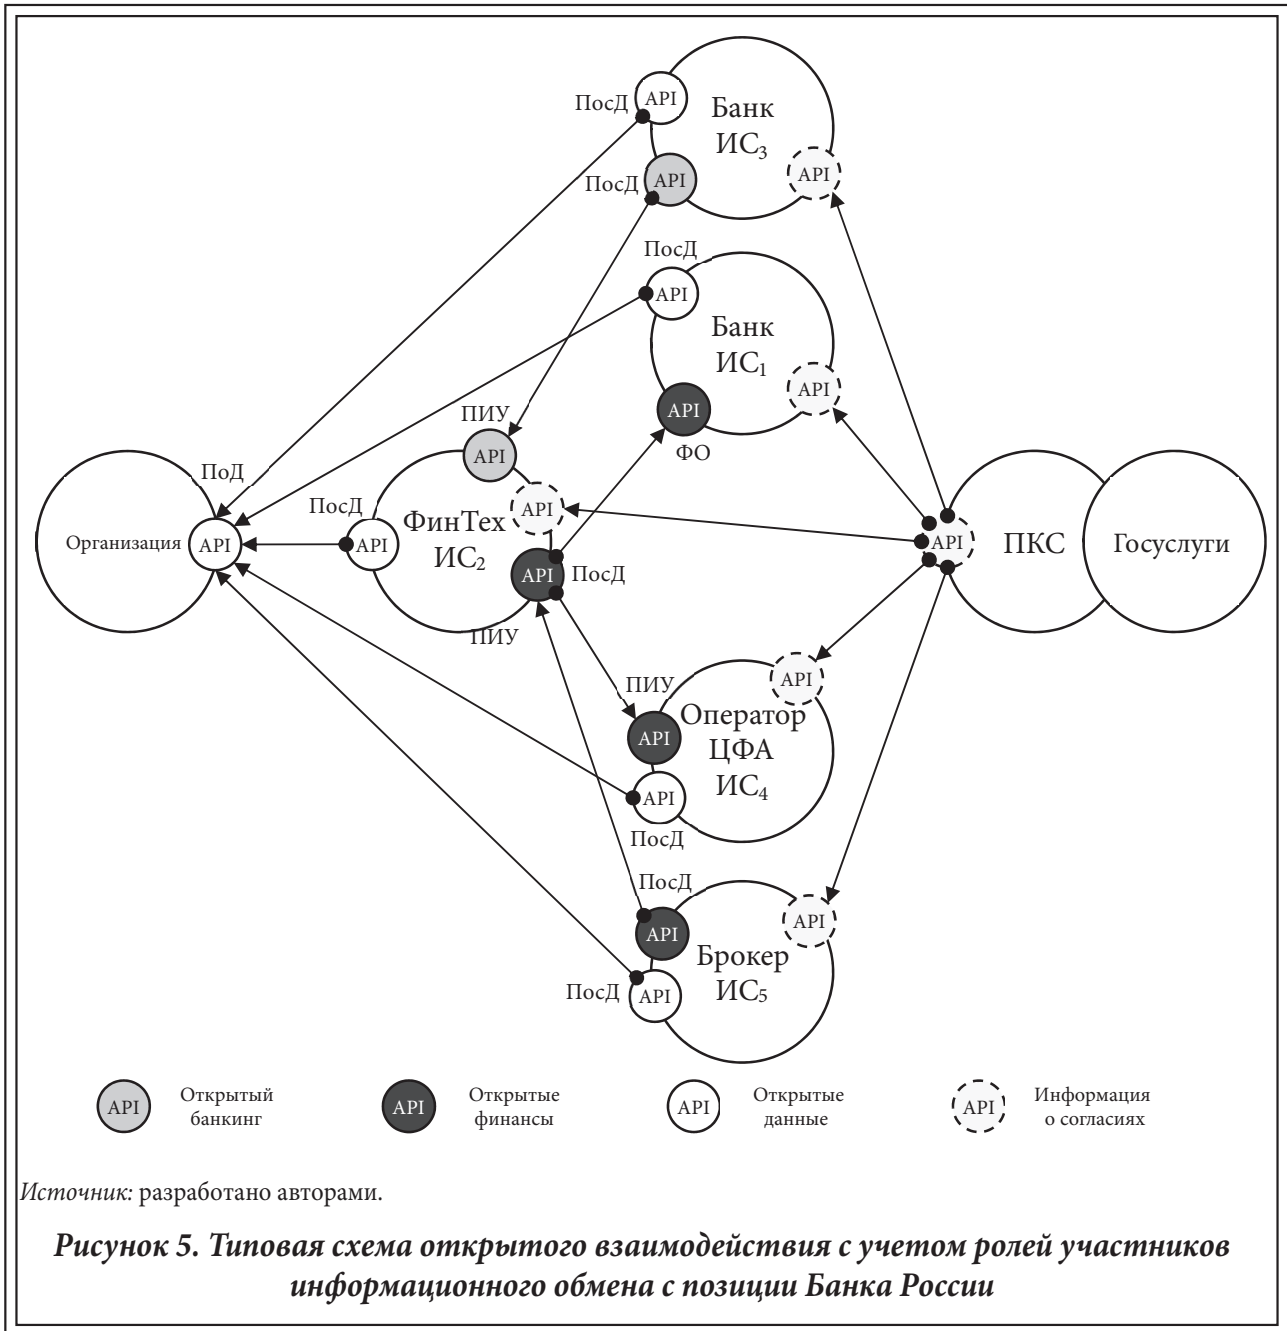 ПосД
API
Банк
ИС₃
ПосД
API
API
ПосД
API
Банк
ИС₁
API
API
ФО
ПИУ
API
ПоД
ПосД
Организация
API
API
ФинТех
ИС₂
API
API
ПосД
ПИУ
API
ПКС
Госуслуги
ПИУ
API
API
Оператор
ЦФА
ИС₄
API
ПосД
ПосД
API
API
Брокер
ИС₅
ПосД
API
API
Открытый
банкинг
API
Открытые
финансы
API
Открытые
данные
API
Информация
о согласиях
Источник: разработано авторами.
Рисунок 5. Типовая схема открытого взаимодействия с учетом ролей участников
информационного обмена с позиции Банка России